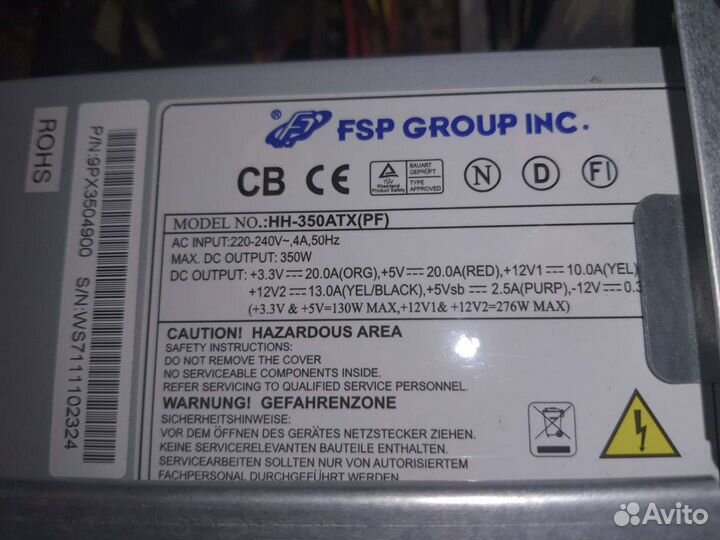 ROHS
P/N:9PX3504900 S/N:WS7111102324
® FSP GROUP INC.
CB CE TÜV Rheinland Product Safety BAUART GEPRÜFT TYPE APPROVED N D FI
MODEL NO.:HH-350ATX(PF)
AC INPUT:220-240V~,4A,50Hz
MAX. DC OUTPUT: 350W
DC OUTPUT: +3.3V⎓20.0A(ORG),+5V⎓20.0A(RED),+12V1⎓10.0A(YEL)
+12V2⎓13.0A(YEL/BLACK),+5Vsb⎓2.5A(PURP),-12V⎓0.3
(+3.3V & +5V=130W MAX,+12V1& +12V2=276W MAX)
CAUTION! HAZARDOUS AREA
SAFETY INSTRUCTIONS:
DO NOT REMOVE THE COVER
NO SERVICEABLE COMPONENTS INSIDE.
REFER SERVICING TO QUALIFIED SERVICE PERSONNEL.
WARNUNG! GEFAHRENZONE
SICHERHEITSHINWEIS:
VOR DEM ÖFFNEN DES GERÄTES NETZSTECKER ZIEHEN.
KEINE SERVICERELEVANTEN BAUTEILE ENTHALTEN.
SERVICEARBEITEN SOLLTEN NUR VON AUTORISIERTEM
FACHPERSONAL DURCHGEFÜHRT WERDEN
Avito